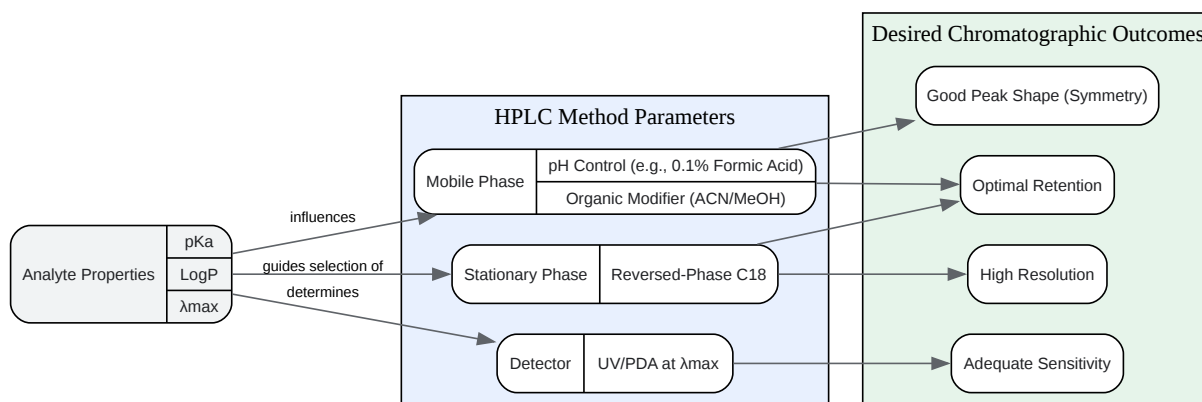 Desired Chromatographic Outcomes
Good Peak Shape (Symmetry)
HPLC Method Parameters
Mobile Phase
pH Control (e.g., 0.1% Formic Acid)
Organic Modifier (ACN/MeOH)
Optimal Retention
influences
Analyte Properties
pKa
LogP
λmax
guides selection of
determines
Stationary Phase
Reversed-Phase C18
High Resolution
Detector
UV/PDA at λmax
Adequate Sensitivity